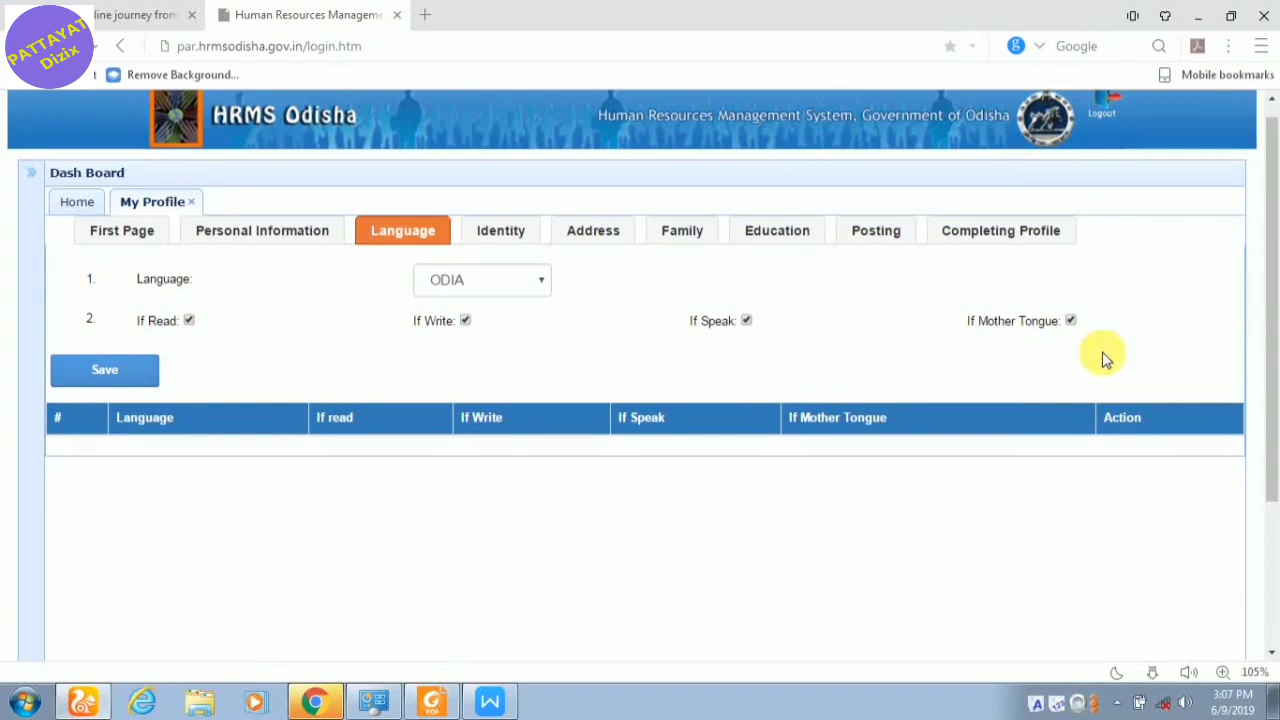 PATTAYAT
Dizix
line journey from
Human Resources Manageme
par.hrmsodisha.gov.in/login.htm
Google
Remove Background...
Mobile bookmarks
HRMS Odisha
Human Resources Management System, Government of Odisha
Logout
Dash Board
Home
My Profile
First Page
Personal Information
Language
Identity
Address
Family
Education
Posting
Completing Profile
1. Language: ODIA
2. If Read: If Write: If Speak: If Mother Tongue:
Save
# Language If read If Write If Speak If Mother Tongue Action
105%
3:07 PM
6/9/2019